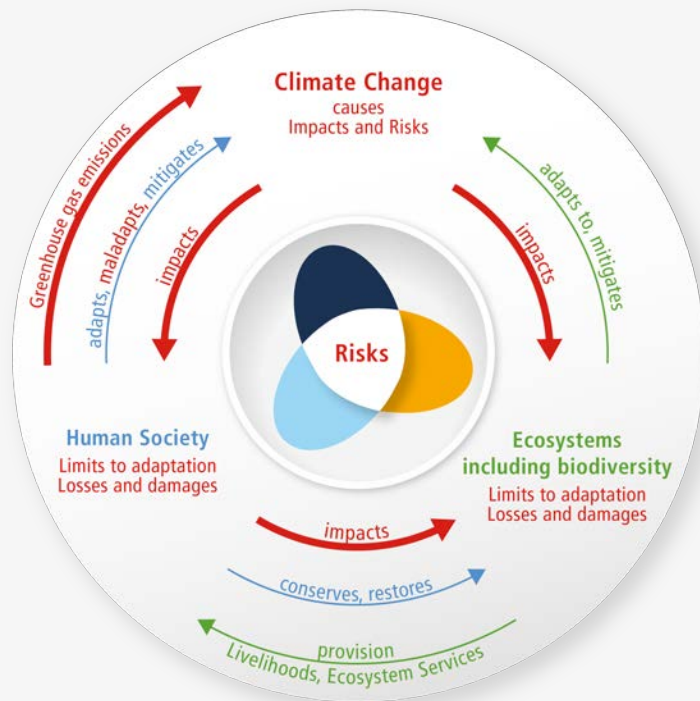 Climate Change
causes
Impacts and Risks
Greenhouse gas emissions
adapts, maladapts, mitigates
impacts
impacts
adapts to, mitigates
Risks
Human Society
Limits to adaptation
Losses and damages
Ecosystems
including biodiversity
Limits to adaptation
Losses and damages
impacts
conserves, restores
provision
Livelihoods, Ecosystem Services